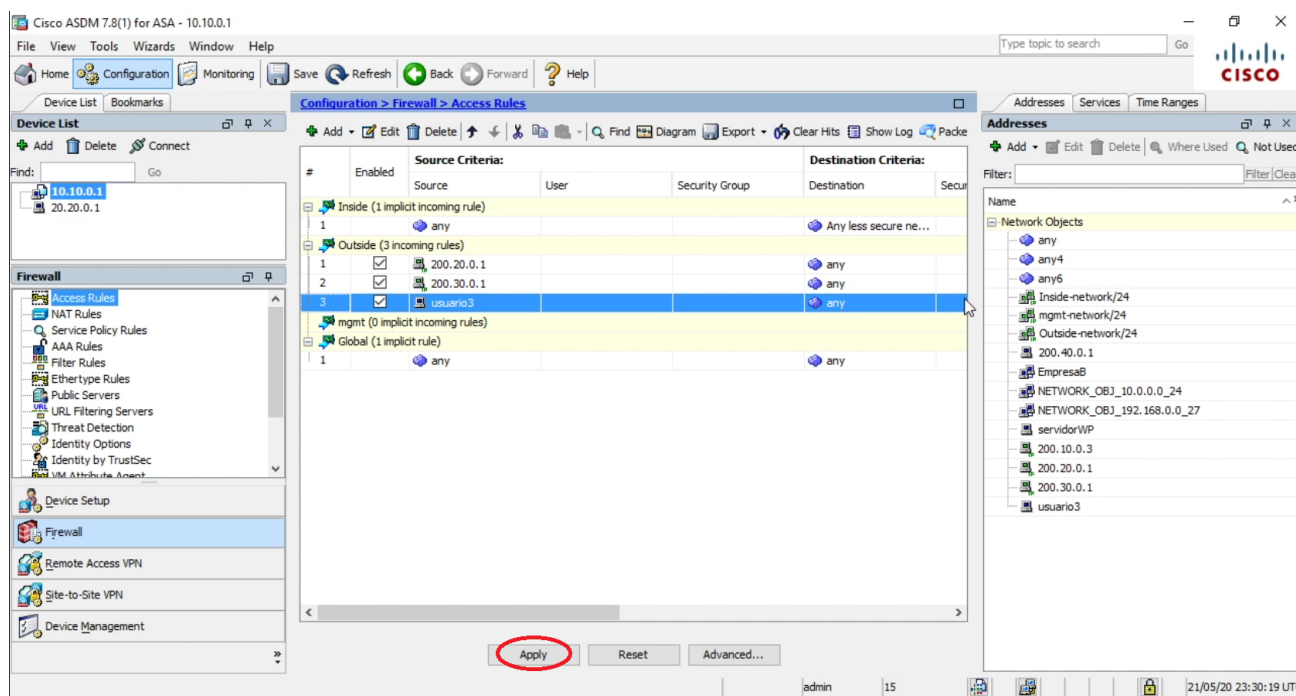 Cisco ASDM 7.8(1) for ASA - 10.10.0.1
File View Tools Wizards Window Help
Type topic to search Go
Home Configuration Monitoring Save Refresh Back Forward Help
CISCO
Device List Bookmarks
Device List
Add Delete Connect
Find: Go
10.10.0.1
20.20.0.1
Firewall
Access Rules
NAT Rules
Service Policy Rules
AAA Rules
Filter Rules
Ethertype Rules
Public Servers
URL Filtering Servers
Threat Detection
Identity Options
Identity by TrustSec
VM Attribute Agent
Device Setup
Firewall
Remote Access VPN
Site-to-Site VPN
Device Management
Configuration > Firewall > Access Rules
Add Edit Delete Find Diagram Export Clear Hits Show Log Packe
# Enabled Source Criteria: Destination Criteria:
Source User Security Group Destination Secur
Inside (1 implicit incoming rule)
1 any Any less secure ne...
Outside (3 incoming rules)
1 200.20.0.1 any
2 200.30.0.1 any
3 usuario3 any
mgmt (0 implicit incoming rules)
Global (1 implicit rule)
1 any any
Apply Reset Advanced...
Addresses Services Time Ranges
Addresses
Add Edit Delete Where Used Not Used
Filter: Filter Clea
Name
Network Objects
any
any4
any6
Inside-network/24
mgmt-network/24
Outside-network/24
200.40.0.1
EmpresaB
NETWORK_OBJ_10.0.0.0_24
NETWORK_OBJ_192.168.0.0_27
servidorWP
200.10.0.3
200.20.0.1
200.30.0.1
usuario3
admin 15 21/05/20 23:30:19 UT